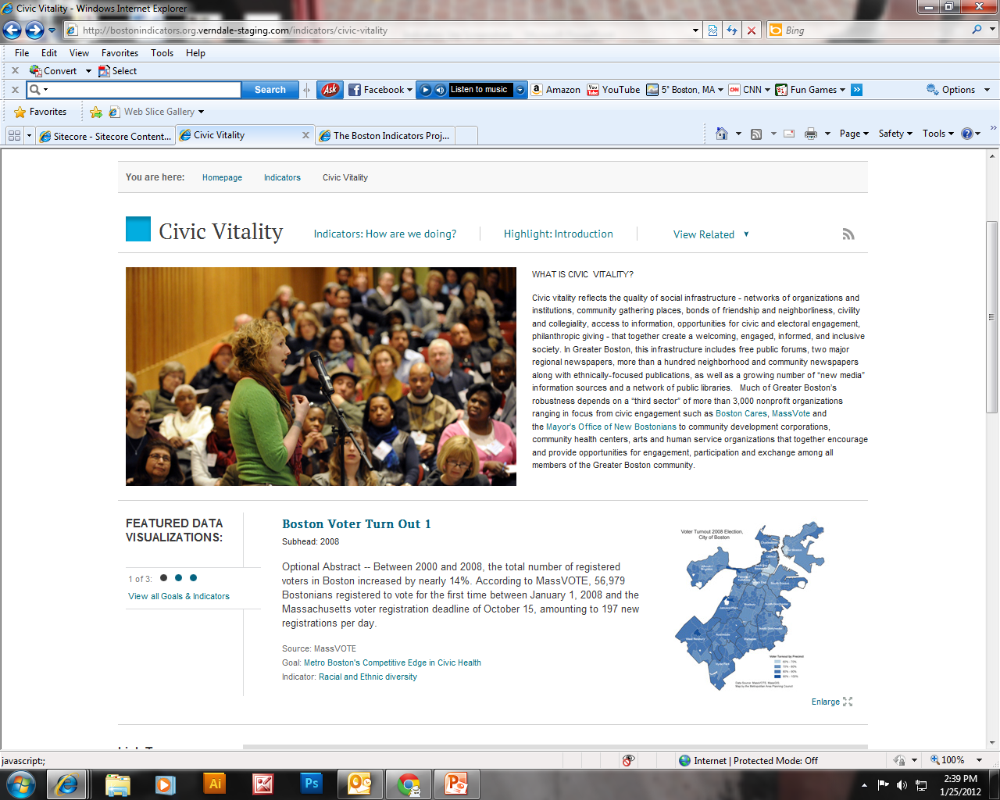 Civic Vitality - Windows Internet Explorer
http://bostonindicators.org.verndale-staging.com/indicators/civic-vitality
Bing
File Edit View Favorites Tools Help
Convert Select
Search Ask Facebook Listen to music Amazon YouTube 5° Boston, MA CNN Fun Games Options
Favorites Web Slice Gallery
Sitecore - Sitecore Content... Civic Vitality The Boston Indicators Proj... Page Safety Tools
You are here: Homepage Indicators Civic Vitality
Civic Vitality Indicators: How are we doing? Highlight: Introduction View Related
WHAT IS CIVIC VITALITY?
Civic vitality reflects the quality of social infrastructure - networks of organizations and
institutions, community gathering places, bonds of friendship and neighborliness, civility
and collegiality, access to information, opportunities for civic and electoral engagement,
philanthropic giving - that together create a welcoming, engaged, informed, and inclusive
society. In Greater Boston, this infrastructure includes free public forums, two major
regional newspapers, more than a hundred neighborhood and community newspapers
along with ethnically-focused publications, as well as a growing number of “new media”
information sources and a network of public libraries. Much of Greater Boston's
robustness depends on a “third sector” of more than 3,000 nonprofit organizations
ranging in focus from civic engagement such as Boston Cares, MassVote and
the Mayor's Office of New Bostonians to community development corporations,
community health centers, arts and human service organizations that together encourage
and provide opportunities for engagement, participation and exchange among all
members of the Greater Boston community.
FEATURED DATA
VISUALIZATIONS:
1 of 3:
View all Goals & Indicators
Boston Voter Turn Out 1
Subhead: 2008
Optional Abstract -- Between 2000 and 2008, the total number of registered
voters in Boston increased by nearly 14%. According to MassVOTE, 56,979
Bostonians registered to vote for the first time between January 1, 2008 and the
Massachusetts voter registration deadline of October 15, amounting to 197 new
registrations per day.
Source: MassVOTE
Goal: Metro Boston's Competitive Edge in Civic Health
Indicator: Racial and Ethnic diversity
Voter Turnout 2008 Election,
City of Boston
Voter Turnout by Precinct
Data Source: MassVOTE, MassGIS
Map by the Metropolitan Area Planning Council
Enlarge
javascript:;
Internet | Protected Mode: Off
100%
Ai Ps
2:39 PM
1/25/2012